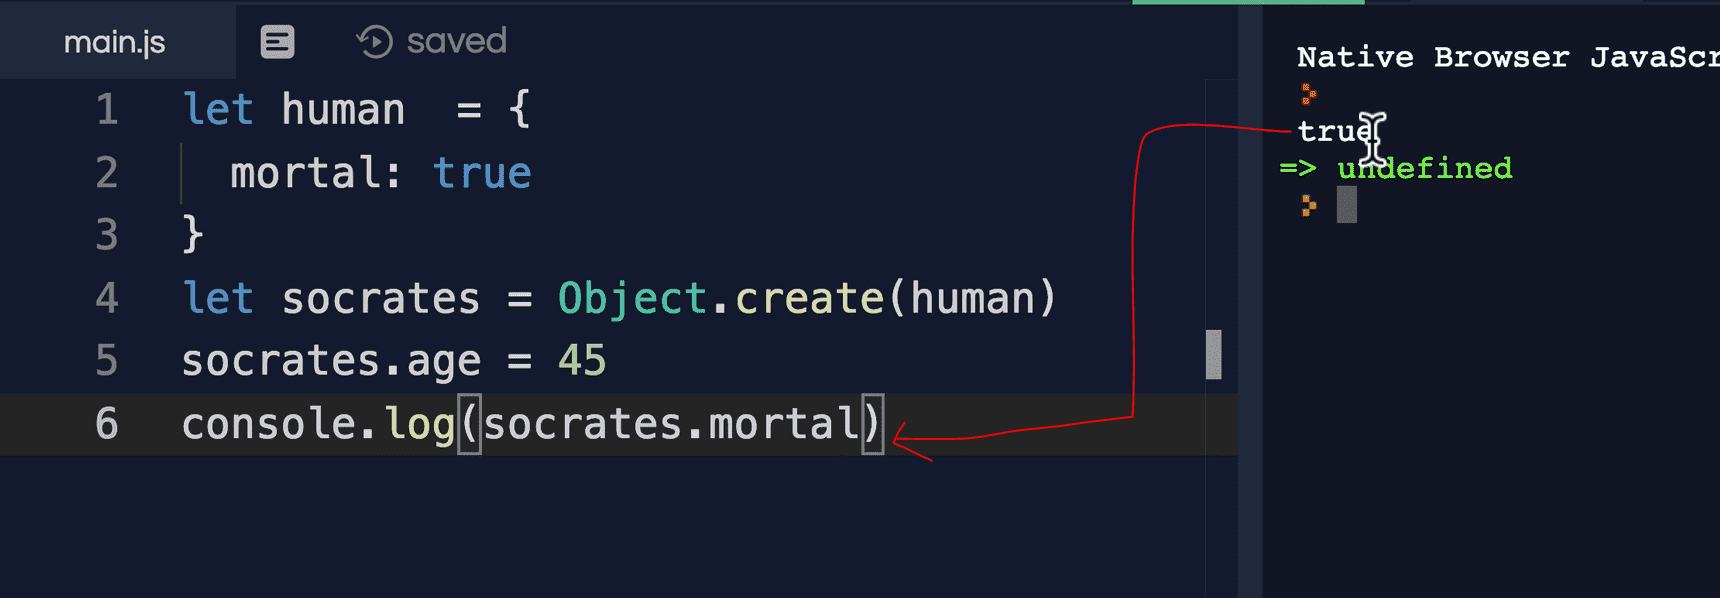 main.js saved
1 let human = {
2 mortal: true
3 }
4 let socrates = Object.create(human)
5 socrates.age = 45
6 console.log(socrates.mortal)
Native Browser JavaScr
true
=> undefined